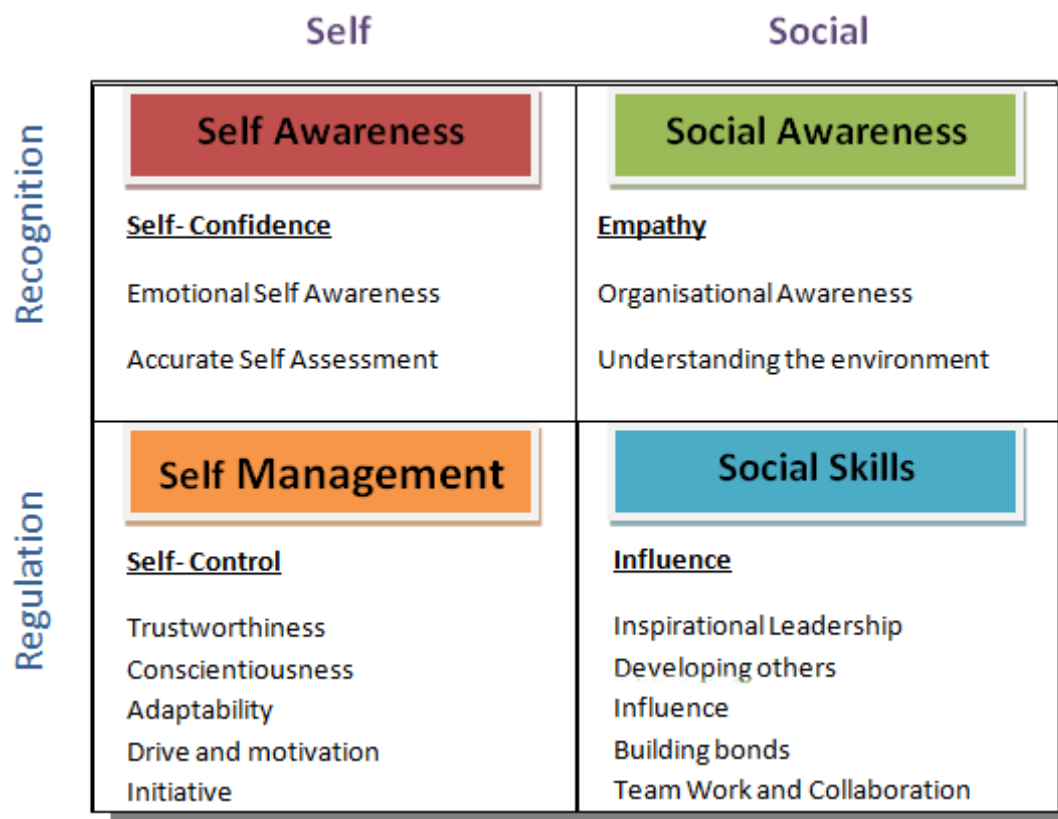 Self
Social
Recognition
Self Awareness
Self- Confidence
Emotional Self Awareness
Accurate Self Assessment
Social Awareness
Empathy
Organisational Awareness
Understanding the environment
Regulation
Self Management
Self- Control
Trustworthiness
Conscientiousness
Adaptability
Drive and motivation
Initiative
Social Skills
Influence
Inspirational Leadership
Developing others
Influence
Building bonds
Team Work and Collaboration